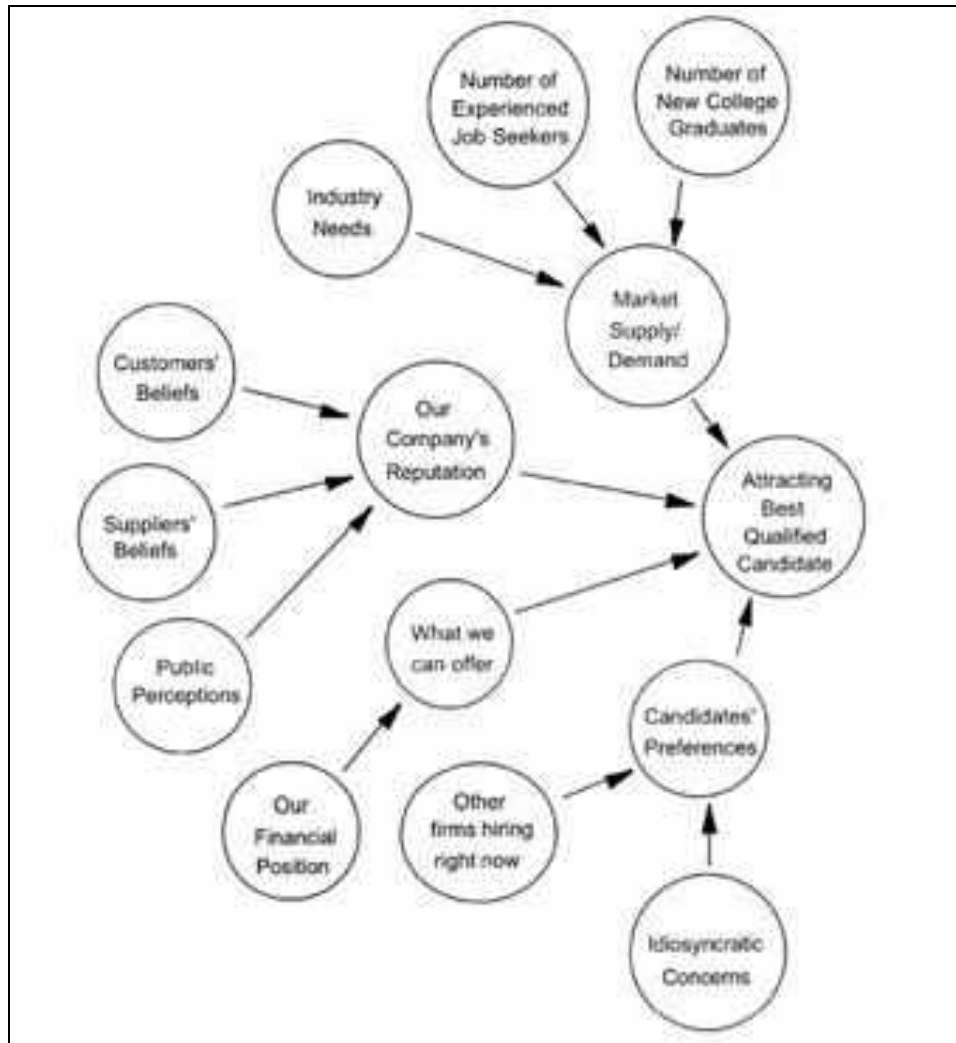 Number of
Experienced
Job Seekers
Number of
New College
Graduates
Industry
Needs
Market
Supply/
Demand
Customers'
Beliefs
Our
Company's
Reputation
Attracting
Best
Qualified
Candidate
Suppliers'
Beliefs
What we
can offer
Public
Perceptions
Candidates'
Preferences
Our
Financial
Position
Other
firms hiring
right now
Idiosyncratic
Concerns